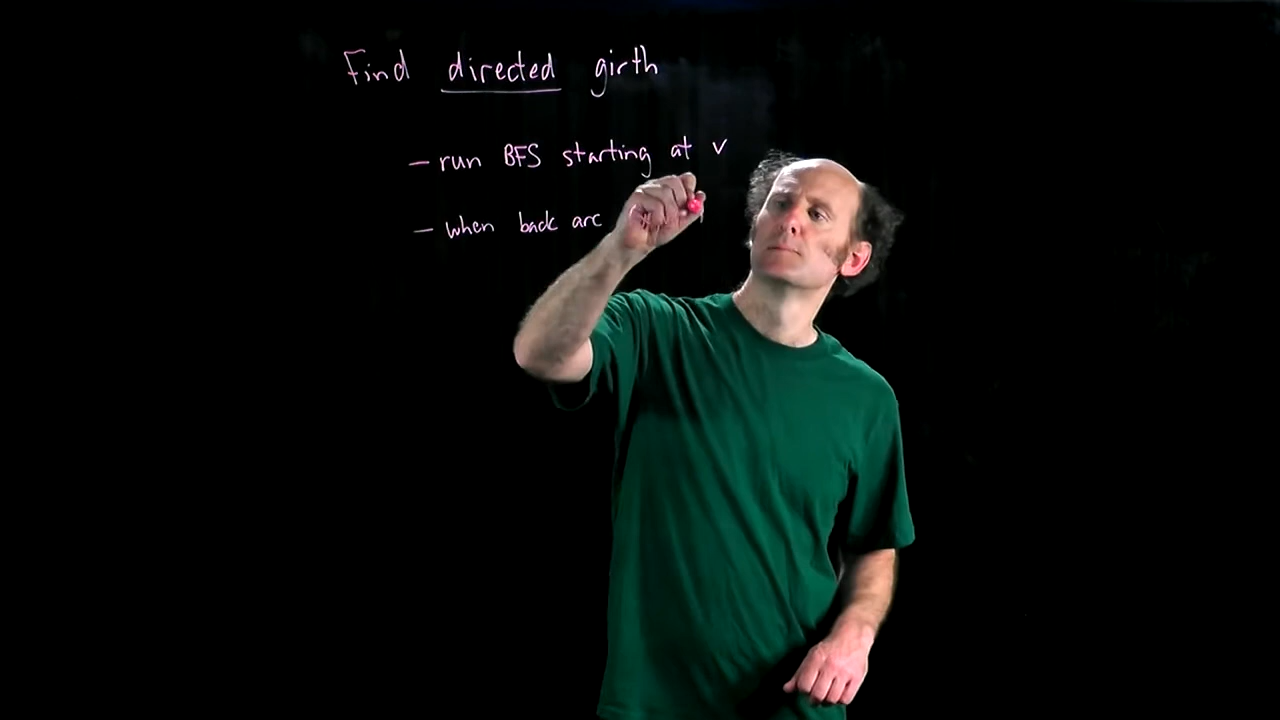 Find directed girth
– run BFS starting at v
– when back arc